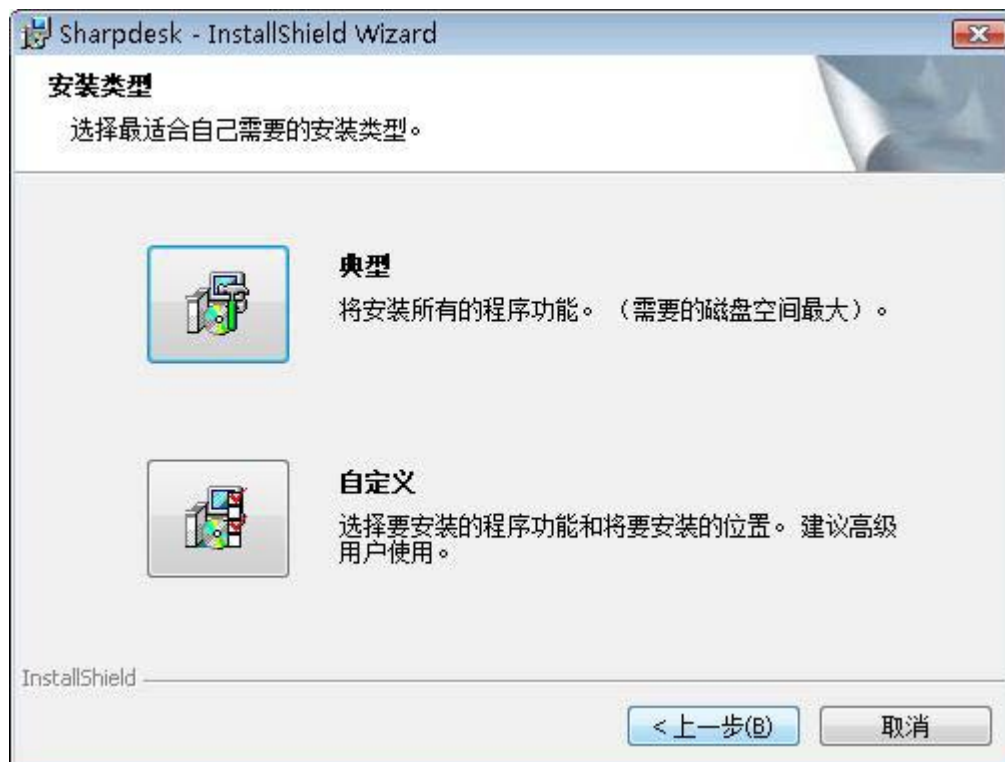 Sharpdesk - InstallShield Wizard
安装类型
选择最适合自己需要的安装类型。
典型
将安装所有的程序功能。（需要的磁盘空间最大）。
自定义
选择要安装的程序功能和将要安装的位置。 建议高级
用户使用。
InstallShield
< 上一步(B)
取消